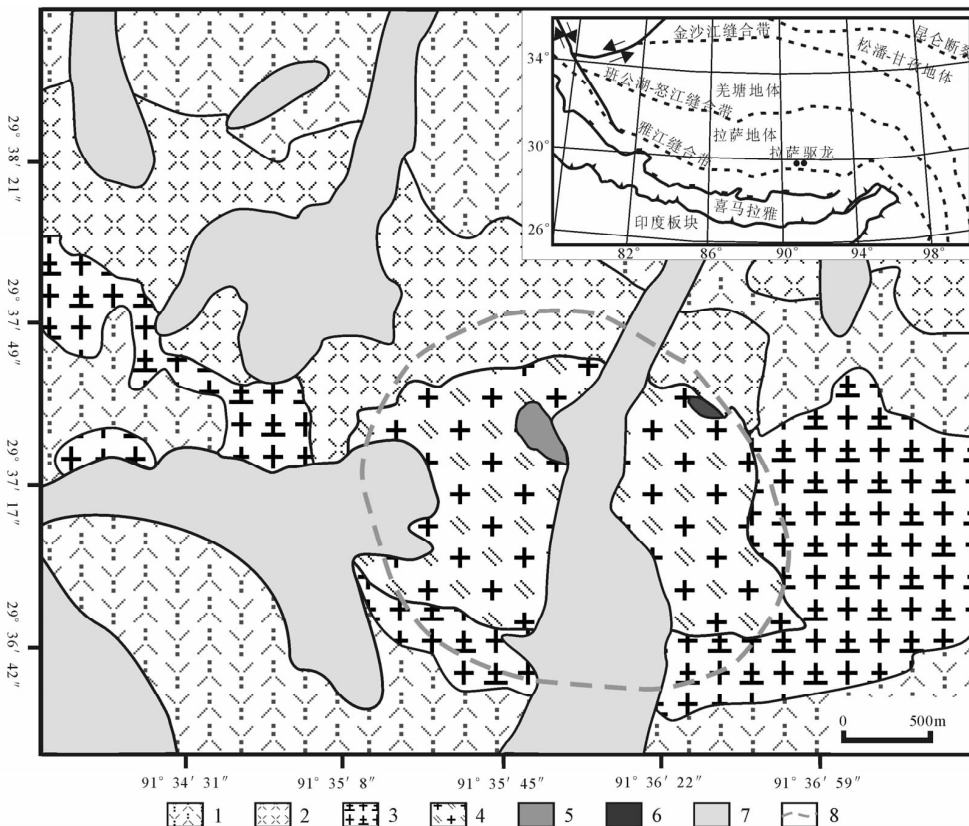 金沙江缝合带
昆仑断裂
松潘-甘孜地体
34°
羌塘地体
班公湖-怒江缝合带
拉萨地体
雅江缝合带
30°
拉萨驱龙
喜马拉雅
印度板块
26°
82° 86° 90° 94° 98°
29° 38′ 21″
29° 37′ 49″
29° 37′ 17″
29° 36′ 42″
0 500m
91° 34′ 31″ 91° 35′ 8″ 91° 35′ 45″ 91° 36′ 22″ 91° 36′ 59″
1 2 3 4 5 6 7 8